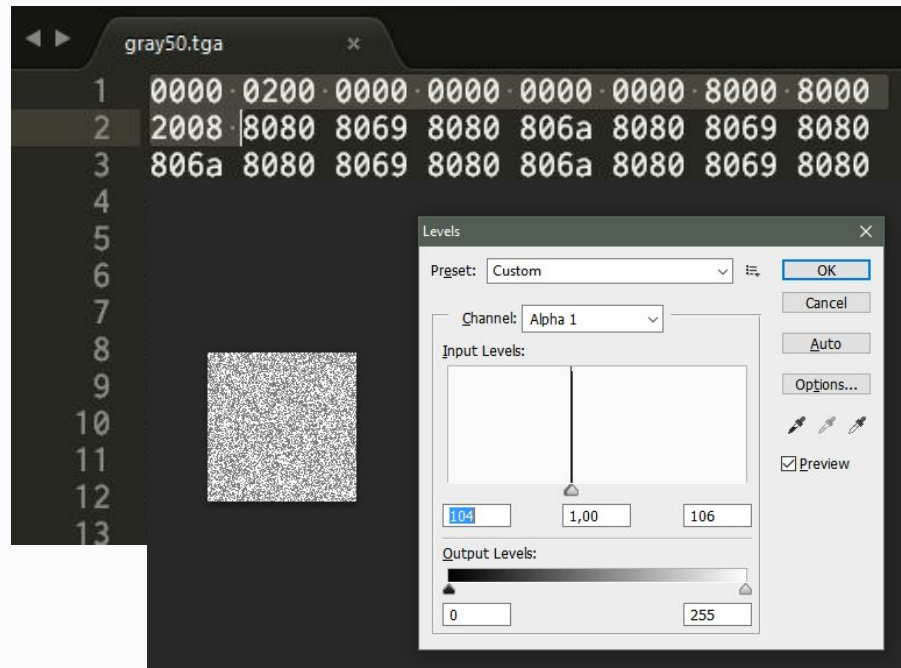 gray50.tga ×
1 0000 0200 0000 0000 0000 0000 8000 8000
2 2008 8080 8069 8080 806a 8080 8069 8080
3 806a 8080 8069 8080 806a 8080 8069 8080
4
5
6
7
8
9
10
11
12
13
Levels
Preset: Custom
OK
Channel: Alpha 1
Cancel
Input Levels:
Auto
Options...
Preview
104 1,00 106
Output Levels:
0 255